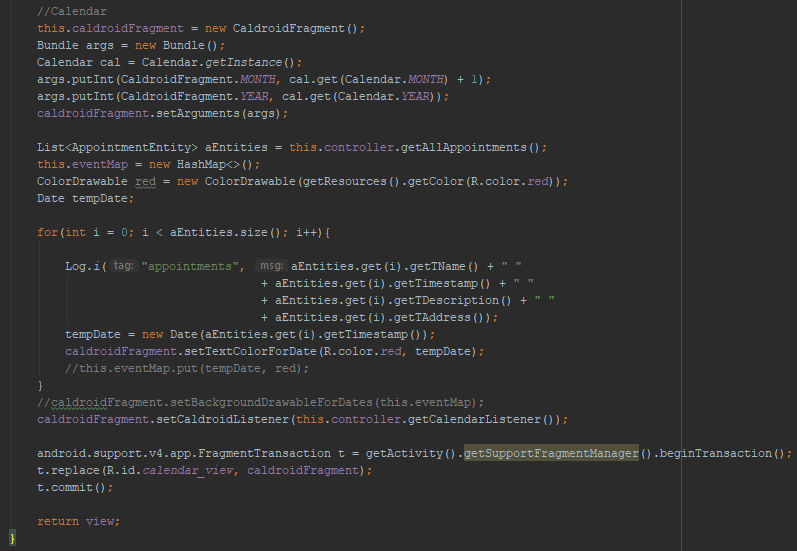 //Calendar
this.caldroidFragment = new CaldroidFragment();
Bundle args = new Bundle();
Calendar cal = Calendar.getInstance();
args.putInt(CaldroidFragment.MONTH, cal.get(Calendar.MONTH) + 1);
args.putInt(CaldroidFragment.YEAR, cal.get(Calendar.YEAR));
caldroidFragment.setArguments(args);
List<AppointmentEntity> aEntities = this.controller.getAllAppointments();
this.eventMap = new HashMap<>();
ColorDrawable red = new ColorDrawable(getResources().getColor(R.color.red));
Date tempDate;
for(int i = 0; i < aEntities.size(); i++){
Log.i( tag: "appointments", msg: aEntities.get(i).getTName() + " "
+ aEntities.get(i).getTimestamp() + " "
+ aEntities.get(i).getTDescription() + " "
+ aEntities.get(i).getTAddress());
tempDate = new Date(aEntities.get(i).getTimestamp());
caldroidFragment.setTextColorForDate(R.color.red, tempDate);
//this.eventMap.put(tempDate, red);
}
//caldroidFragment.setBackgroundDrawableForDates(this.eventMap);
caldroidFragment.setCaldroidListener(this.controller.getCalendarListener());
android.support.v4.app.FragmentTransaction t = getActivity().getSupportFragmentManager().beginTransaction();
t.replace(R.id.calendar_view, caldroidFragment);
t.commit();
return view;
}